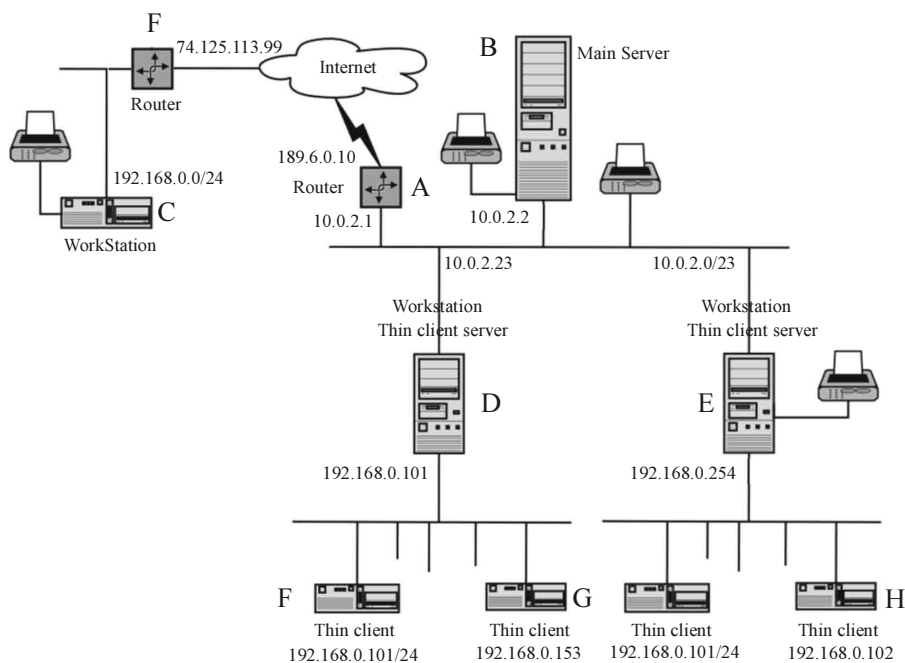 F
74.125.113.99
Internet
Router
B
Main Server
189.6.0.10
Router
A
192.168.0.0/24
C
WorkStation
10.0.2.1
10.0.2.2
10.0.2.23
10.0.2.0/23
Workstation
Thin client server
Workstation
Thin client server
D
E
192.168.0.101
192.168.0.254
F
G
H
Thin client
192.168.0.101/24
Thin client
192.168.0.153
Thin client
192.168.0.101/24
Thin client
192.168.0.102